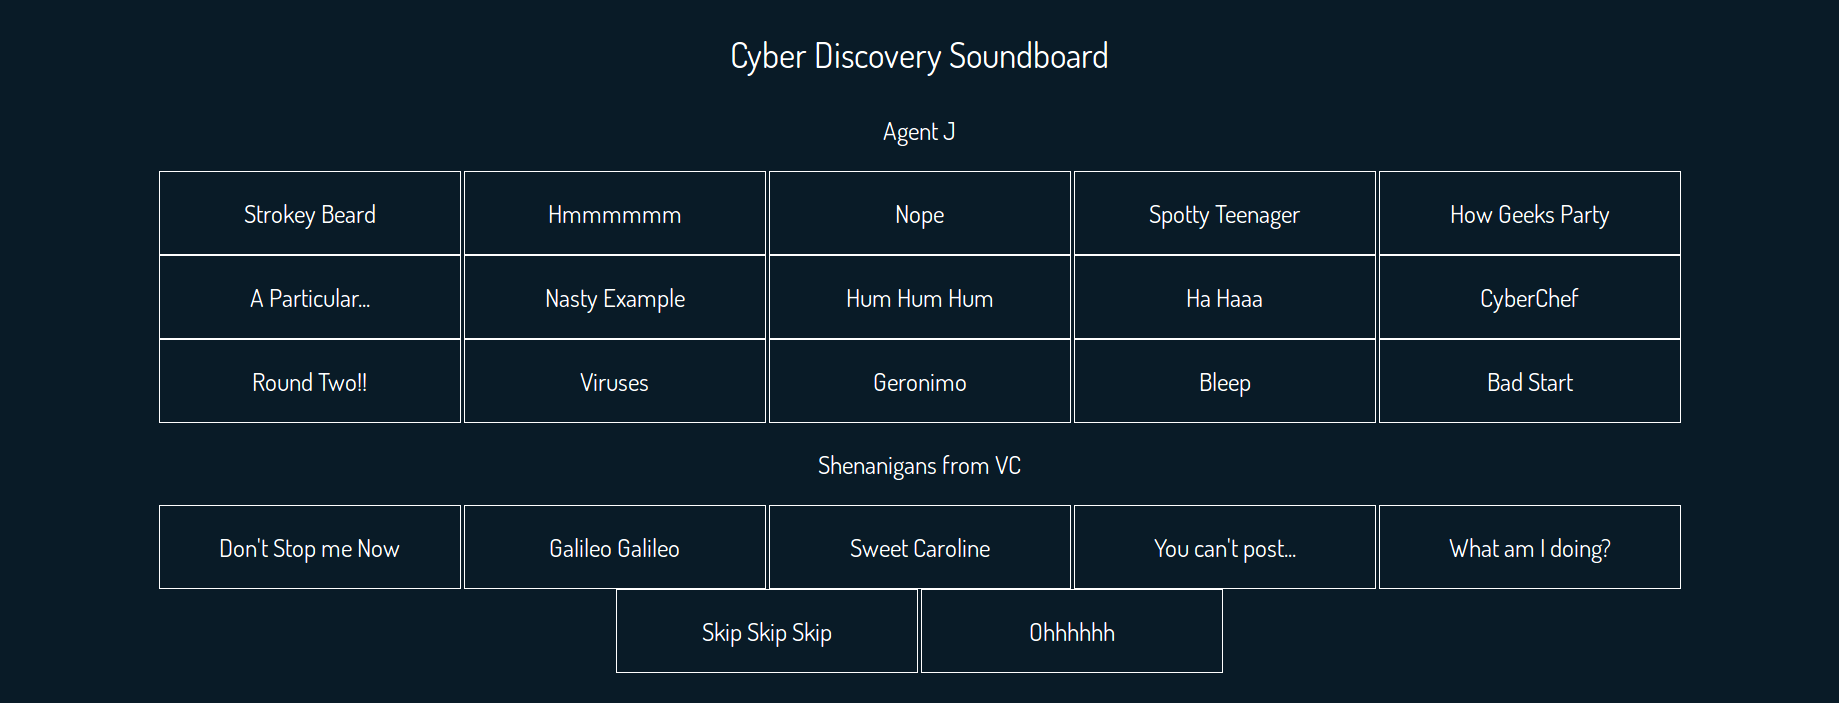 Cyber Discovery Soundboard
Agent J
Strokey Beard Hmmmmmm Nope Spotty Teenager How Geeks Party
A Particular... Nasty Example Hum Hum Hum Ha Haaa CyberChef
Round Two!! Viruses Geronimo Bleep Bad Start
Shenanigans from VC
Don't Stop me Now Galileo Galileo Sweet Caroline You can't post... What am I doing?
Skip Skip Skip Ohhhhhh